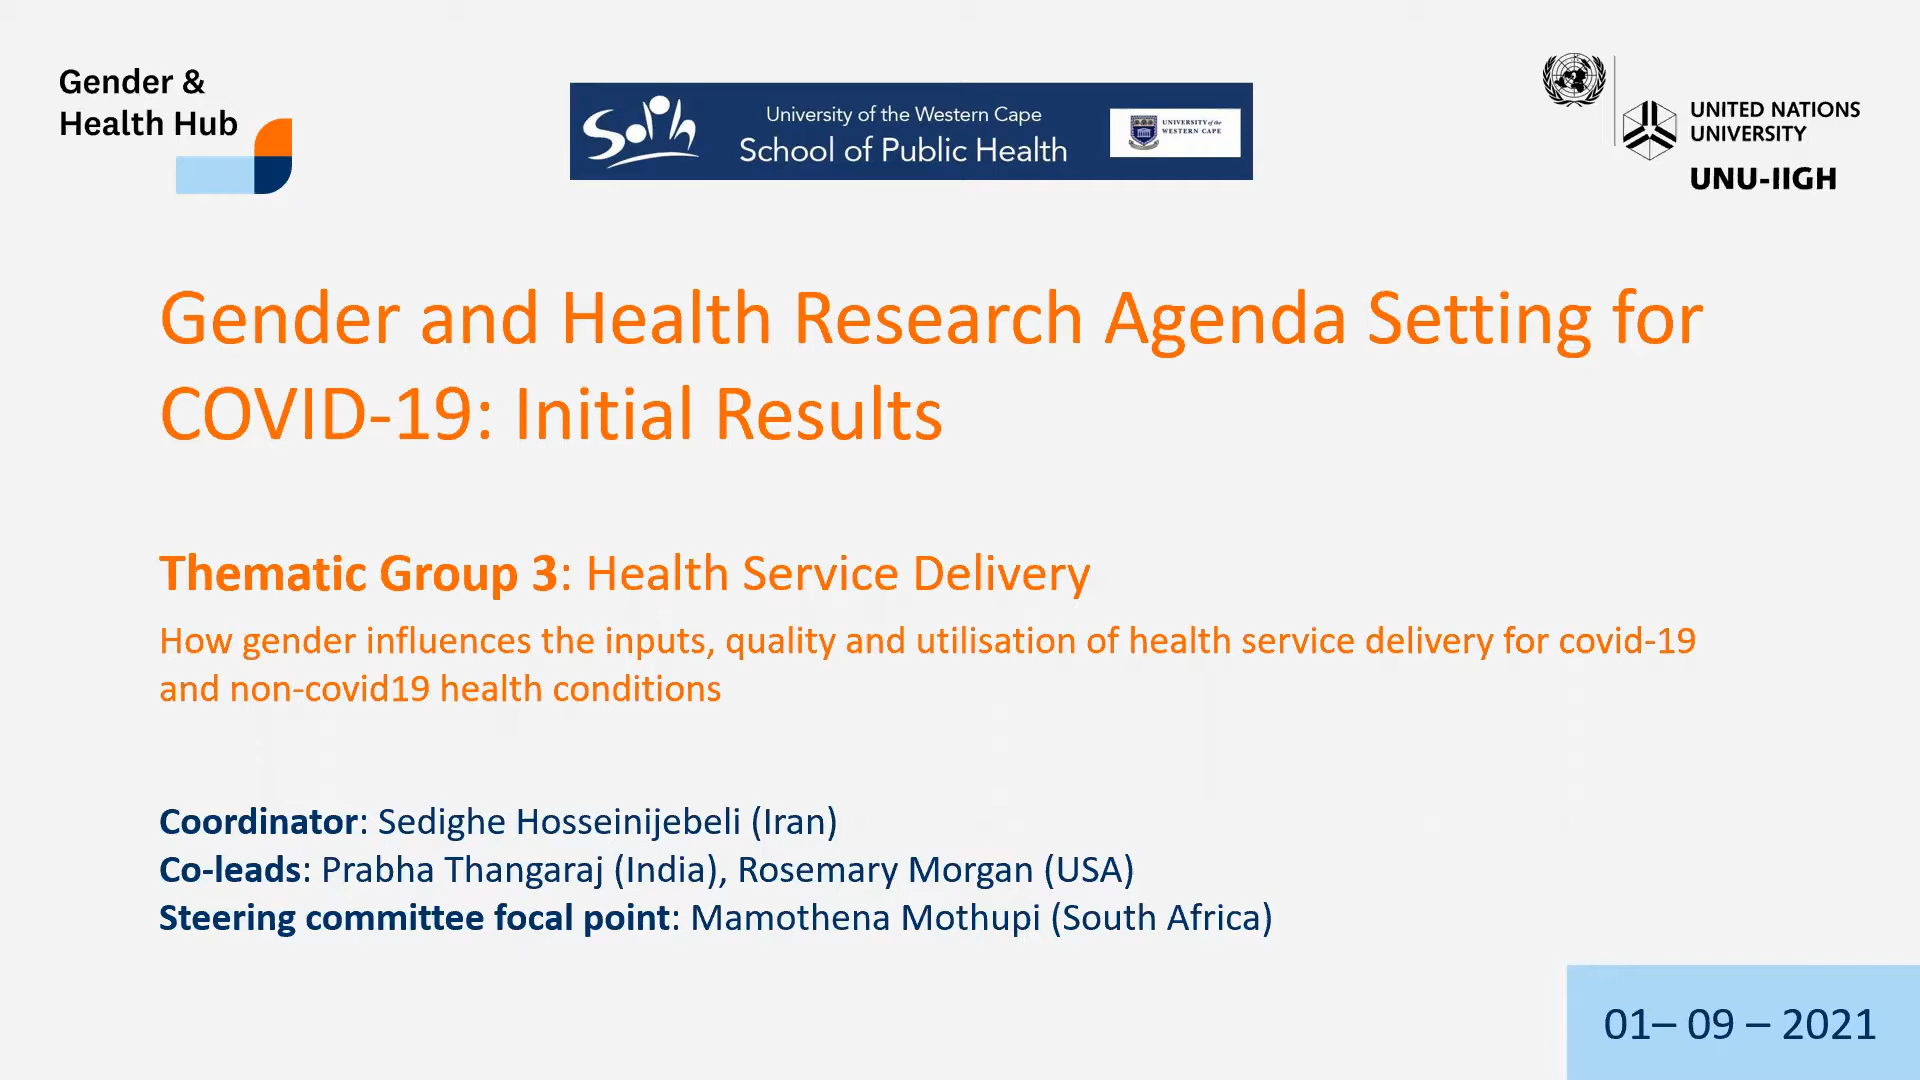 Gender &
Health Hub
SoPh
University of the Western Cape
School of Public Health
UNIVERSITY of the
WESTERN CAPE
UNITED NATIONS
UNIVERSITY
UNU-IIGH
Gender and Health Research Agenda Setting for
COVID-19: Initial Results
Thematic Group 3: Health Service Delivery
How gender influences the inputs, quality and utilisation of health service delivery for covid-19
and non-covid19 health conditions
Coordinator: Sedighe Hosseinijebeli (Iran)
Co-leads: Prabha Thangaraj (India), Rosemary Morgan (USA)
Steering committee focal point: Mamothena Mothupi (South Africa)
01– 09 – 2021